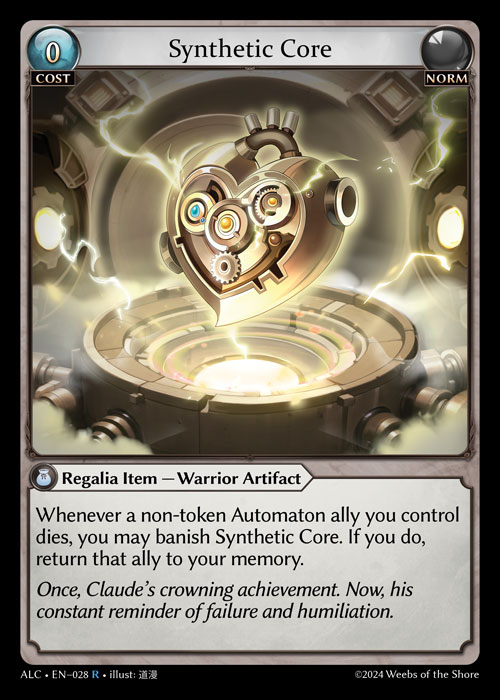 0
Synthetic Core
COST
NORM
Regalia Item — Warrior Artifact
Whenever a non-token Automaton ally you control
dies, you may banish Synthetic Core. If you do,
return that ally to your memory.
Once, Claude's crowning achievement. Now, his
constant reminder of failure and humiliation.
ALC • EN–028 R • illust: 道漫
©2024 Weebs of the Shore